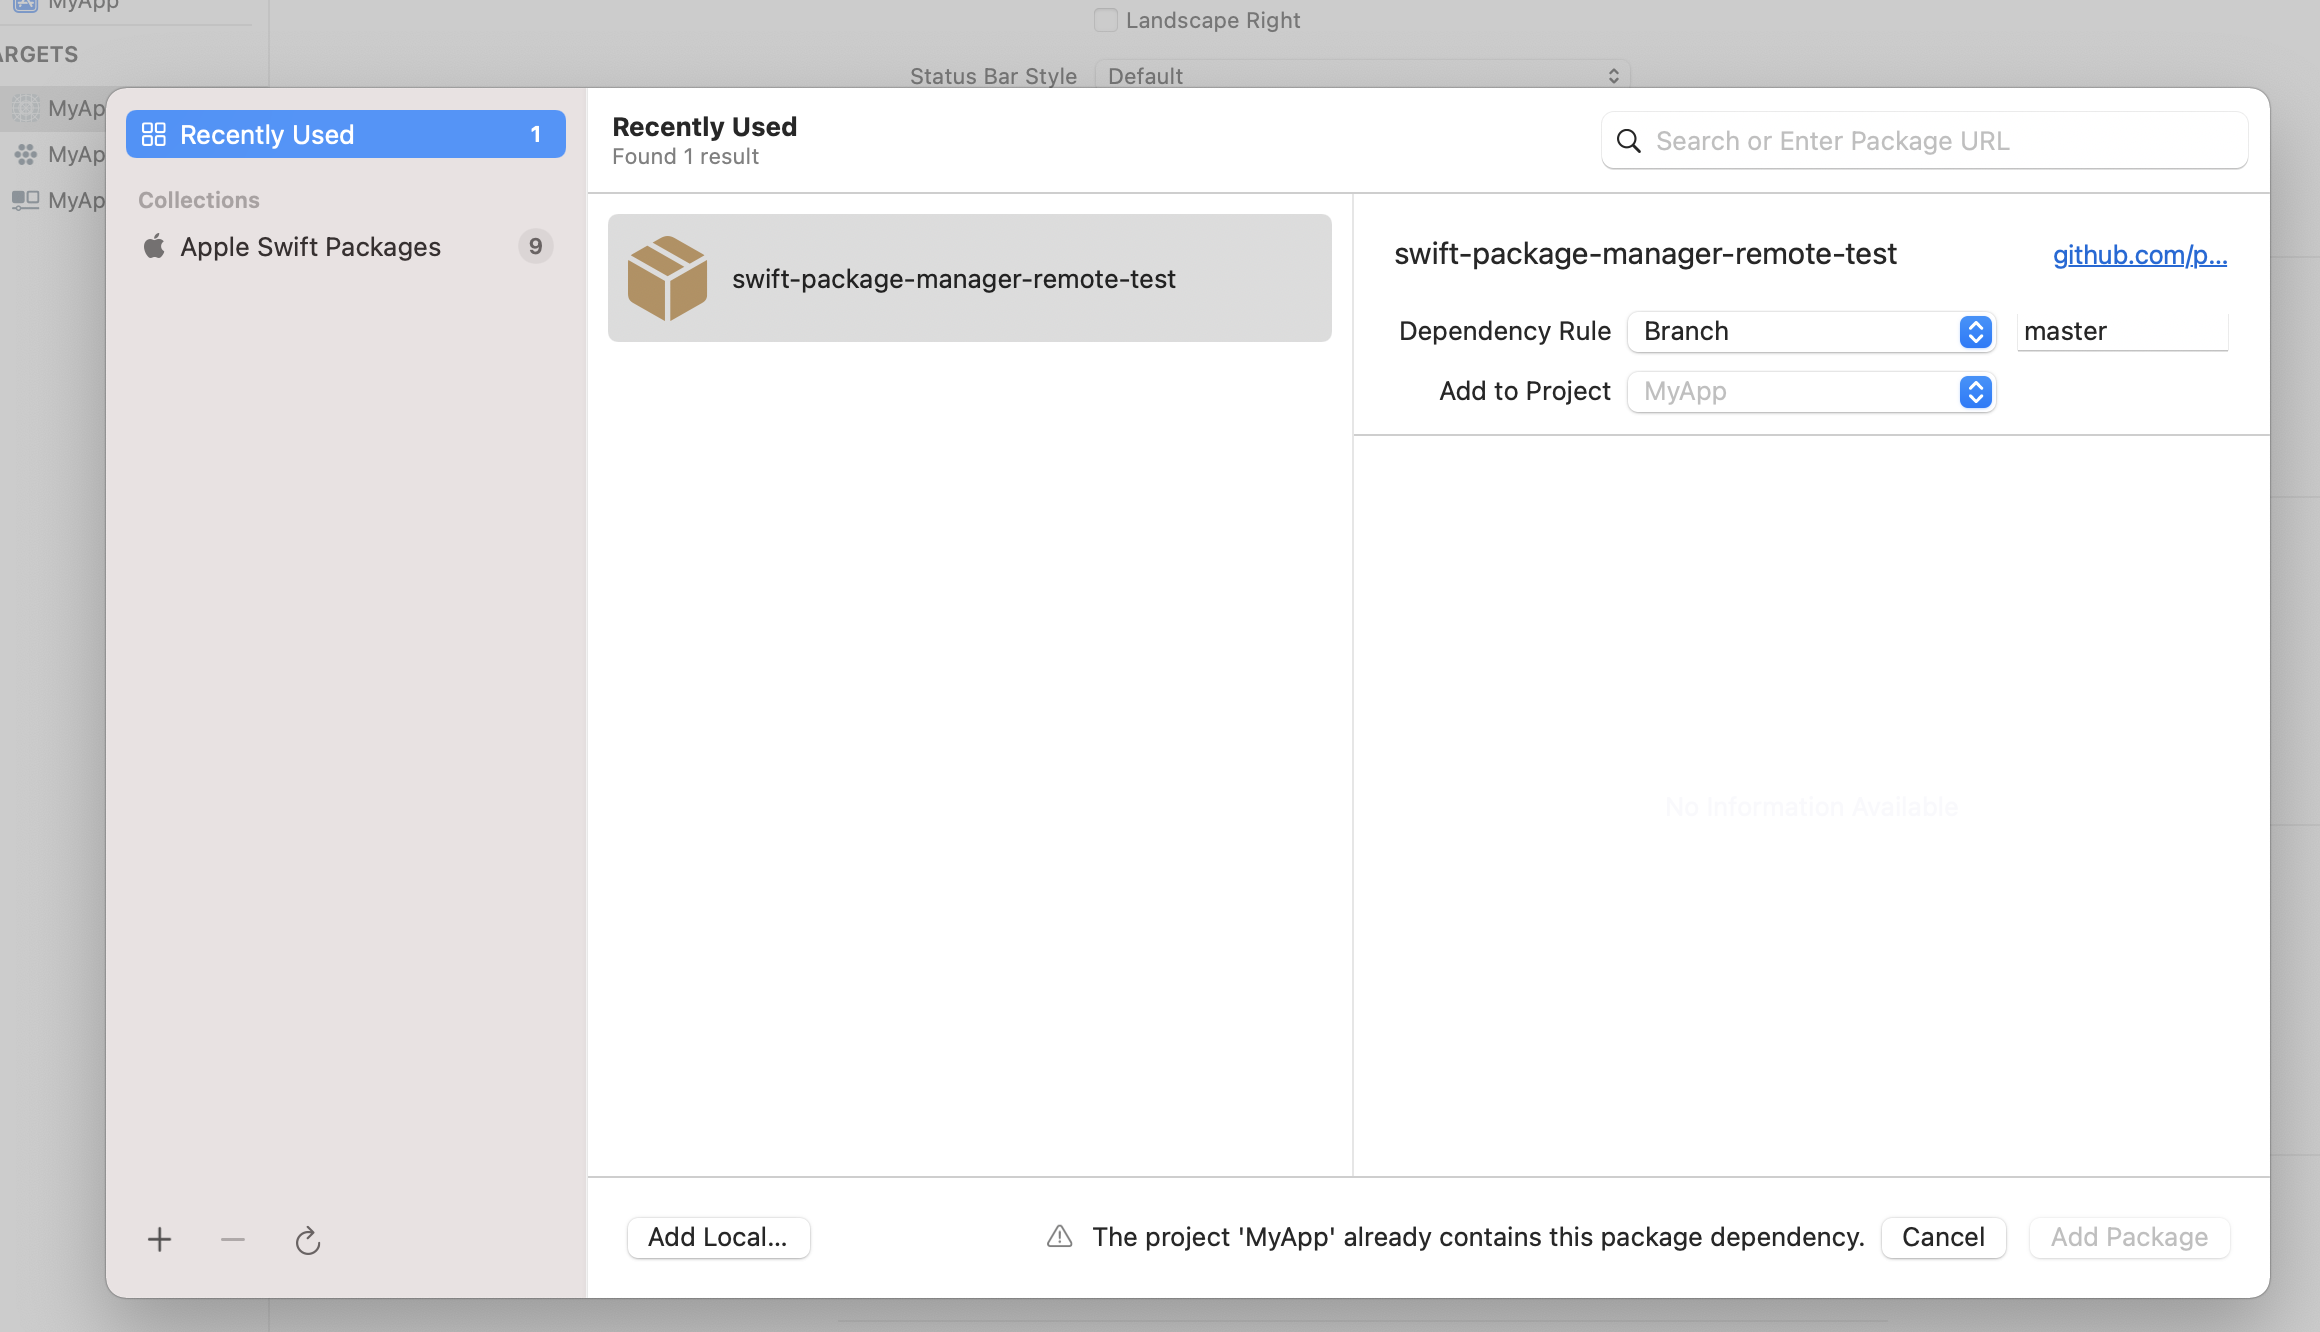 MyApp
ARGETS
MyAp
MyAp
MyAp
Landscape Right
Status Bar Style Default
Recently Used 1
Collections
Apple Swift Packages 9
Recently Used
Found 1 result
Search or Enter Package URL
swift-package-manager-remote-test
swift-package-manager-remote-test github.com/p...
Dependency Rule Branch master
Add to Project MyApp
No Information Available
Add Local...
The project 'MyApp' already contains this package dependency.
Cancel
Add Package